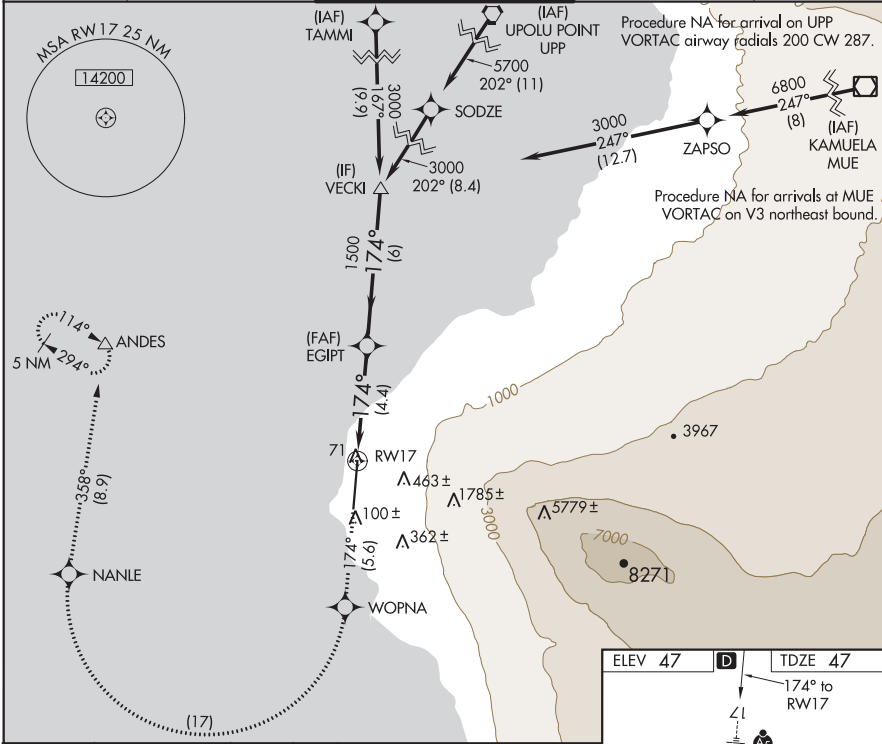 MSA RW17 25 NM
14200
(IAF)
TAMMI
(IAF)
UPOLU POINT
UPP
5700
202° (11)
Procedure NA for arrival on UPP
VORTAC airway radials 200 CW 287.
3000
167°
(9.9)
SODZE
3000
202° (8.4)
6800
247°
(8)
(IAF)
KAMUELA
MUE
3000
247°
(12.7)
ZAPSO
(IF)
VECKI
Procedure NA for arrivals at MUE
VORTAC on V3 northeast bound.
1500
174°
(6)
114°
294°
5 NM
ANDES
(FAF)
EGIPT
174°
(4.4)
1000
3967
71
RW17
463±
1785±
5779±
358°
(8.9)
100±
362±
3000
7000
8271
174°
(5.6)
NANLE
WOPNA
(17)
ELEV 47
D
TDZE 47
174° to
RW17
17